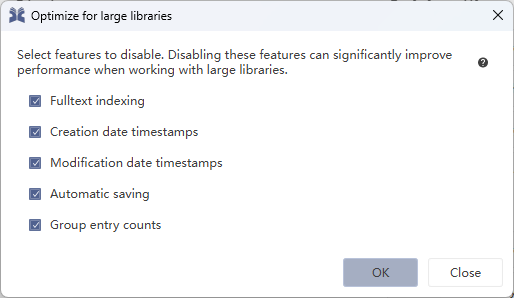 Optimize for large libraries
Select features to disable. Disabling these features can significantly improve
performance when working with large libraries.
Fulltext indexing
Creation date timestamps
Modification date timestamps
Automatic saving
Group entry counts
OK Close